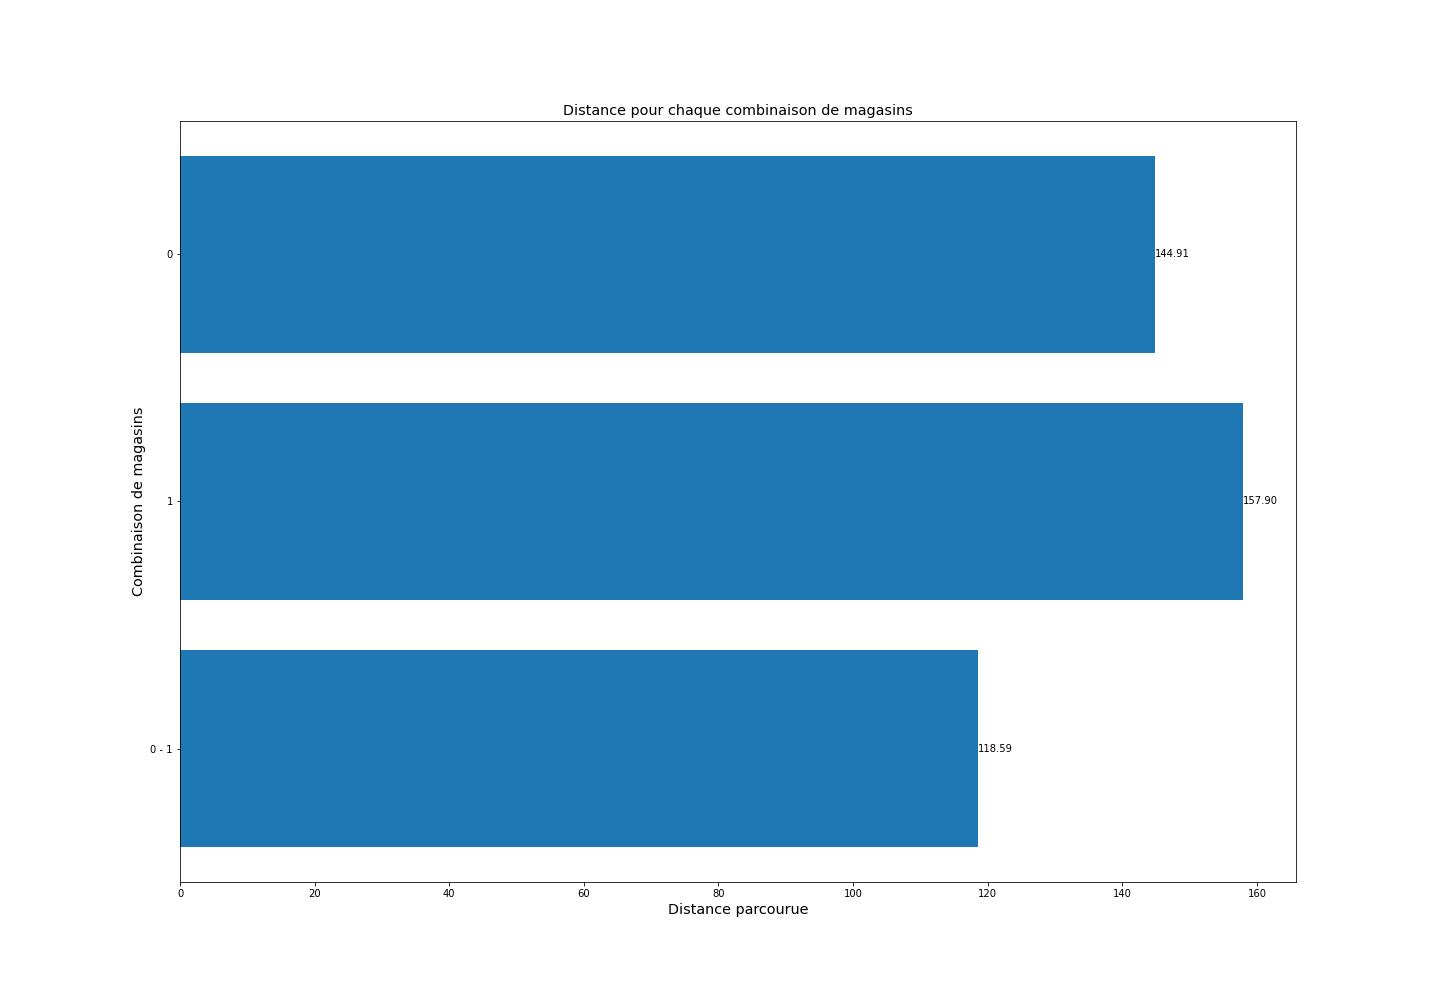 Distance pour chaque combinaison de magasins
0
144.91
Combinaison de magasins
1
157.90
0 - 1
118.59
0 20 40 60 80 100 120 140 160
Distance parcourue